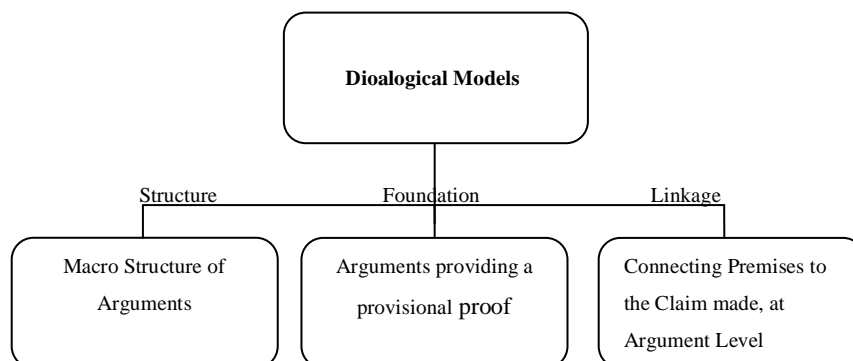 Dioalogical Models
Structure
Foundation
Linkage
Macro Structure of
Arguments
Arguments providing a
provisional proof
Connecting Premises to
the Claim made, at
Argument Level